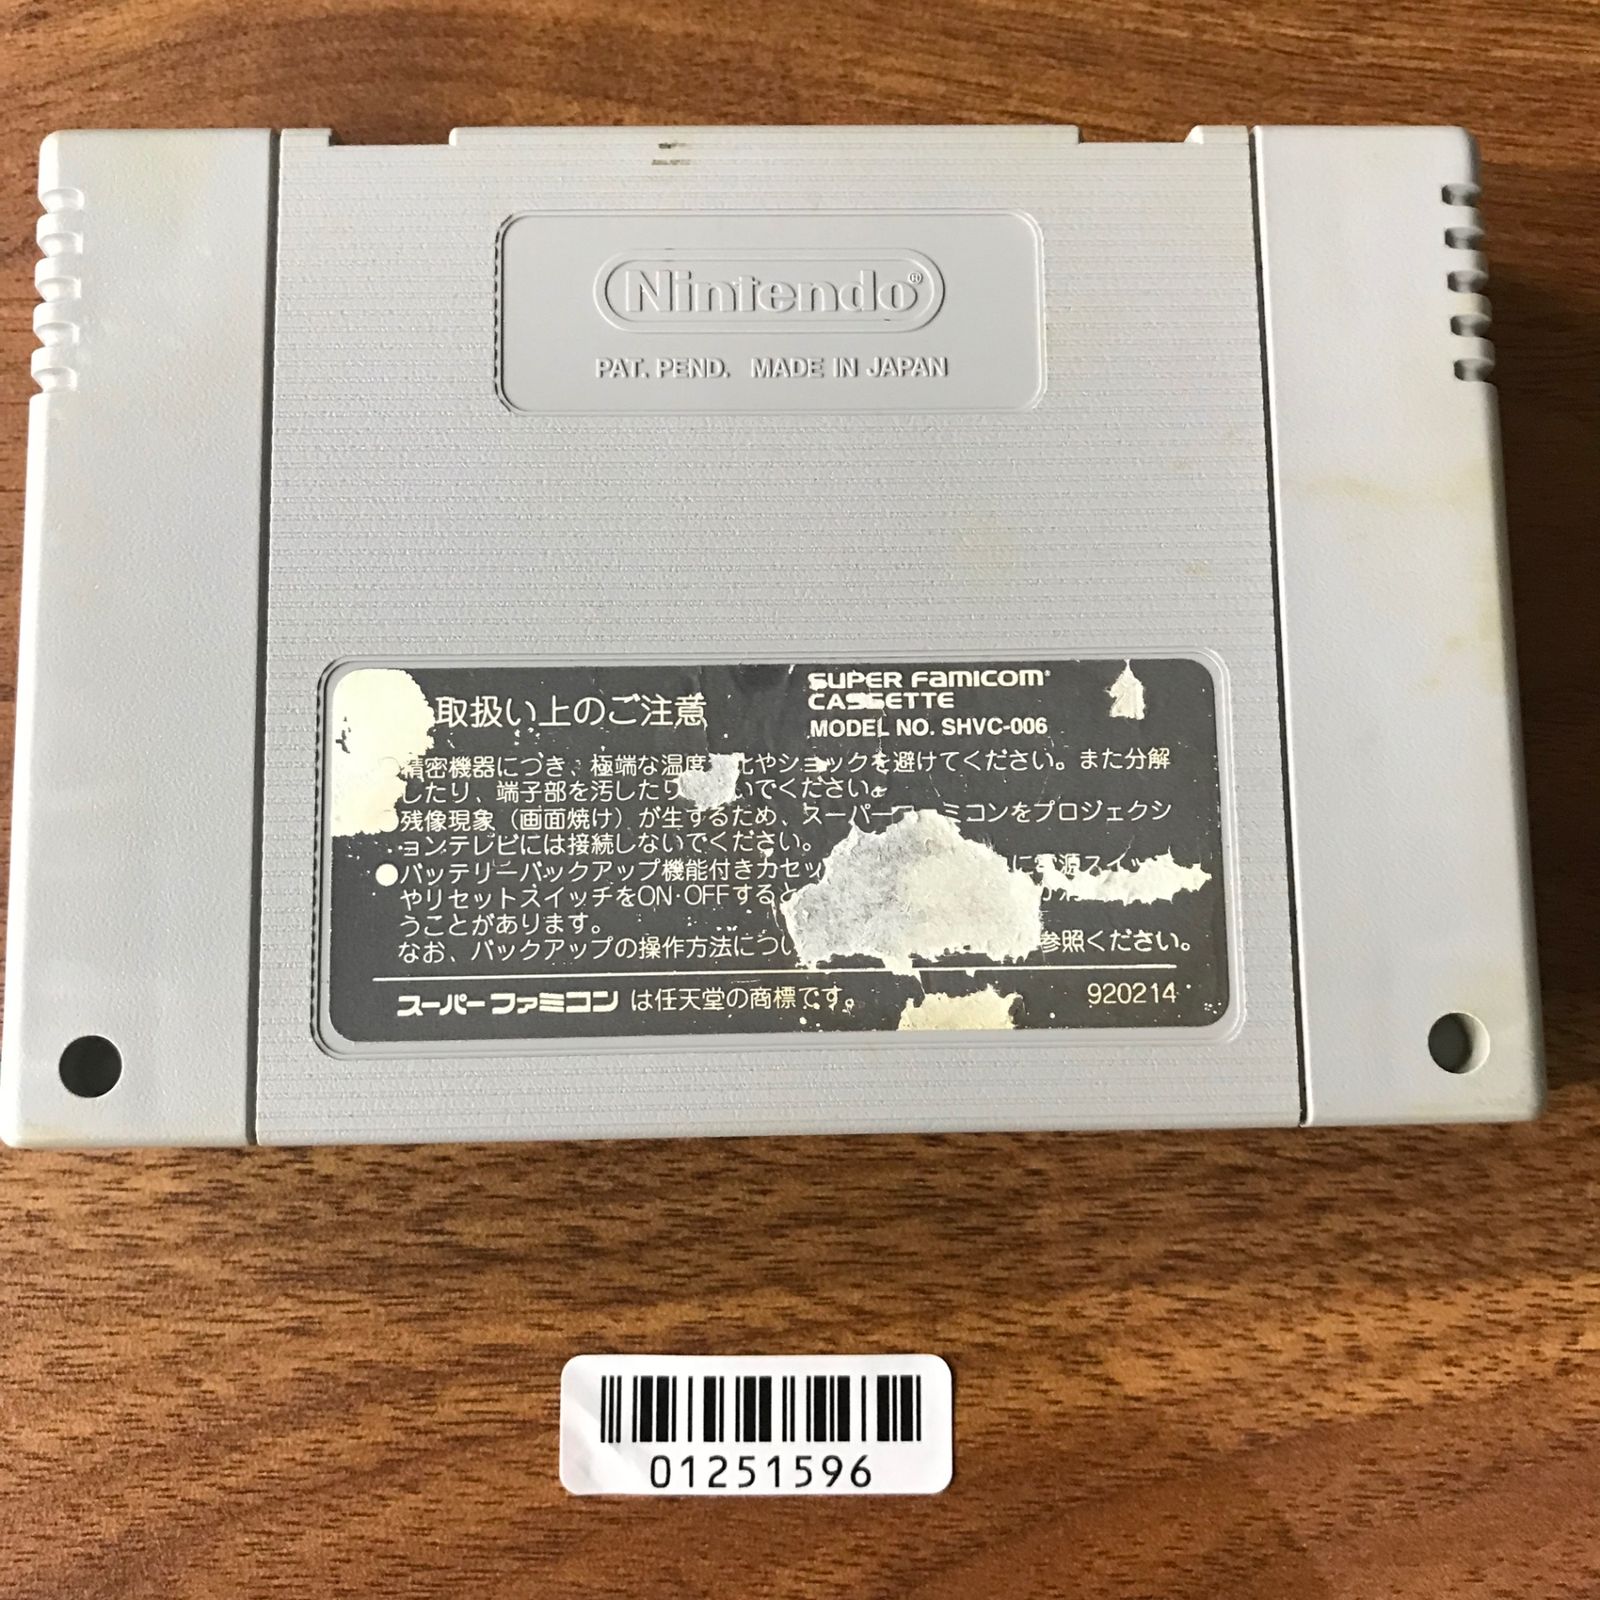 Nintendo®
PAT. PEND. MADE IN JAPAN
取扱い上のご注意
SUPER FAMICOM
CASSETTE
MODEL NO. SHVC-006
精密機器につき、極端な温度 化やショックを避けてください。また分解
したり、端子部を汚したり いでください。
●残像現象（画面焼け）が生ずるため、スーパーファミコンをプロジェクシ
ョンテレビには接続しないでください。
●バッテリーバックアップ機能付きカセッ に電源スイッ
やリセットスイッチをON・OFFすると
うことがあります。
なお、バックアップの操作方法につい 参照ください。
スーパーファミコン は任天堂の商標です。
920214
01251596